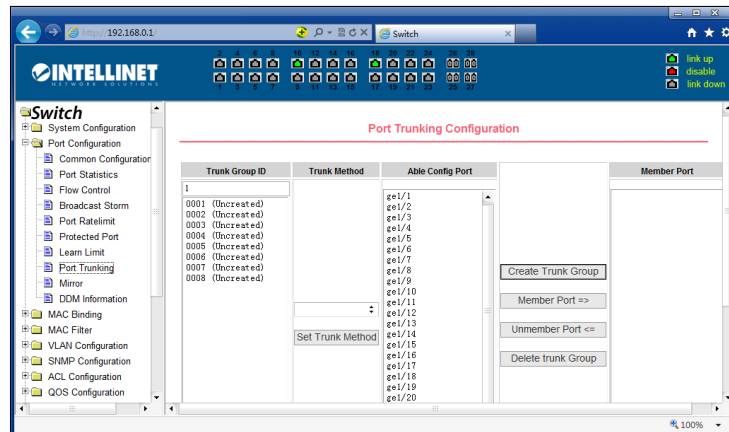 http://192.168.0.1/
Switch
2 4 6 8 10 12 14 16 18 20 22 24 26 28
INTELLINET
NETWORK SOLUTIONS
1 3 5 7 9 11 13 15 17 19 21 23 25 27
link up
disable
link down
Switch
System Configuration
Port Configuration
Common Configuration
Port Statistics
Flow Control
Broadcast Storm
Port Ratelimit
Protected Port
Learn Limit
Port Trunking
Mirror
DDM Information
MAC Binding
MAC Filter
VLAN Configuration
SNMP Configuration
ACL Configuration
QOS Configuration
Port Trunking Configuration
Trunk Group ID Trunk Method Able Config Port Member Port
1
0001 (Uncreated)
0002 (Uncreated)
0003 (Uncreated)
0004 (Uncreated)
0005 (Uncreated)
0006 (Uncreated)
0007 (Uncreated)
0008 (Uncreated)
Set Trunk Method
ge1/1
ge1/2
ge1/3
ge1/4
ge1/5
ge1/6
ge1/7
ge1/8
ge1/9
ge1/10
ge1/11
ge1/12
ge1/13
ge1/14
ge1/15
ge1/16
ge1/17
ge1/18
ge1/19
ge1/20
Create Trunk Group
Member Port =>
Unmember Port <=
Delete trunk Group
100%